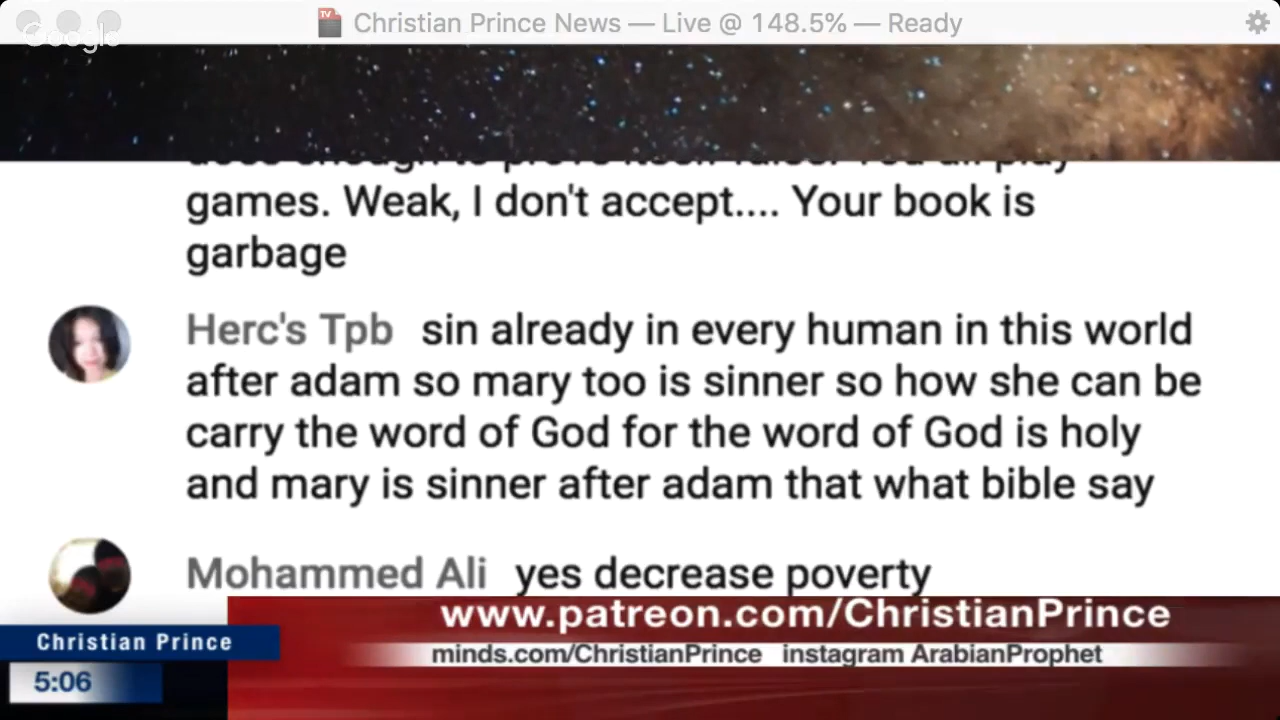 Christian Prince News — Live @ 148.5% — Ready
Google
TV
games. Weak, I don't accept.... Your book is
garbage
Herc's Tpb sin already in every human in this world
after adam so mary too is sinner so how she can be
carry the word of God for the word of God is holy
and mary is sinner after adam that what bible say
Mohammed Ali yes decrease poverty
www.patreon.com/ChristianPrince
Christian Prince
minds.com/ChristianPrince instagram ArabianProphet
5:06